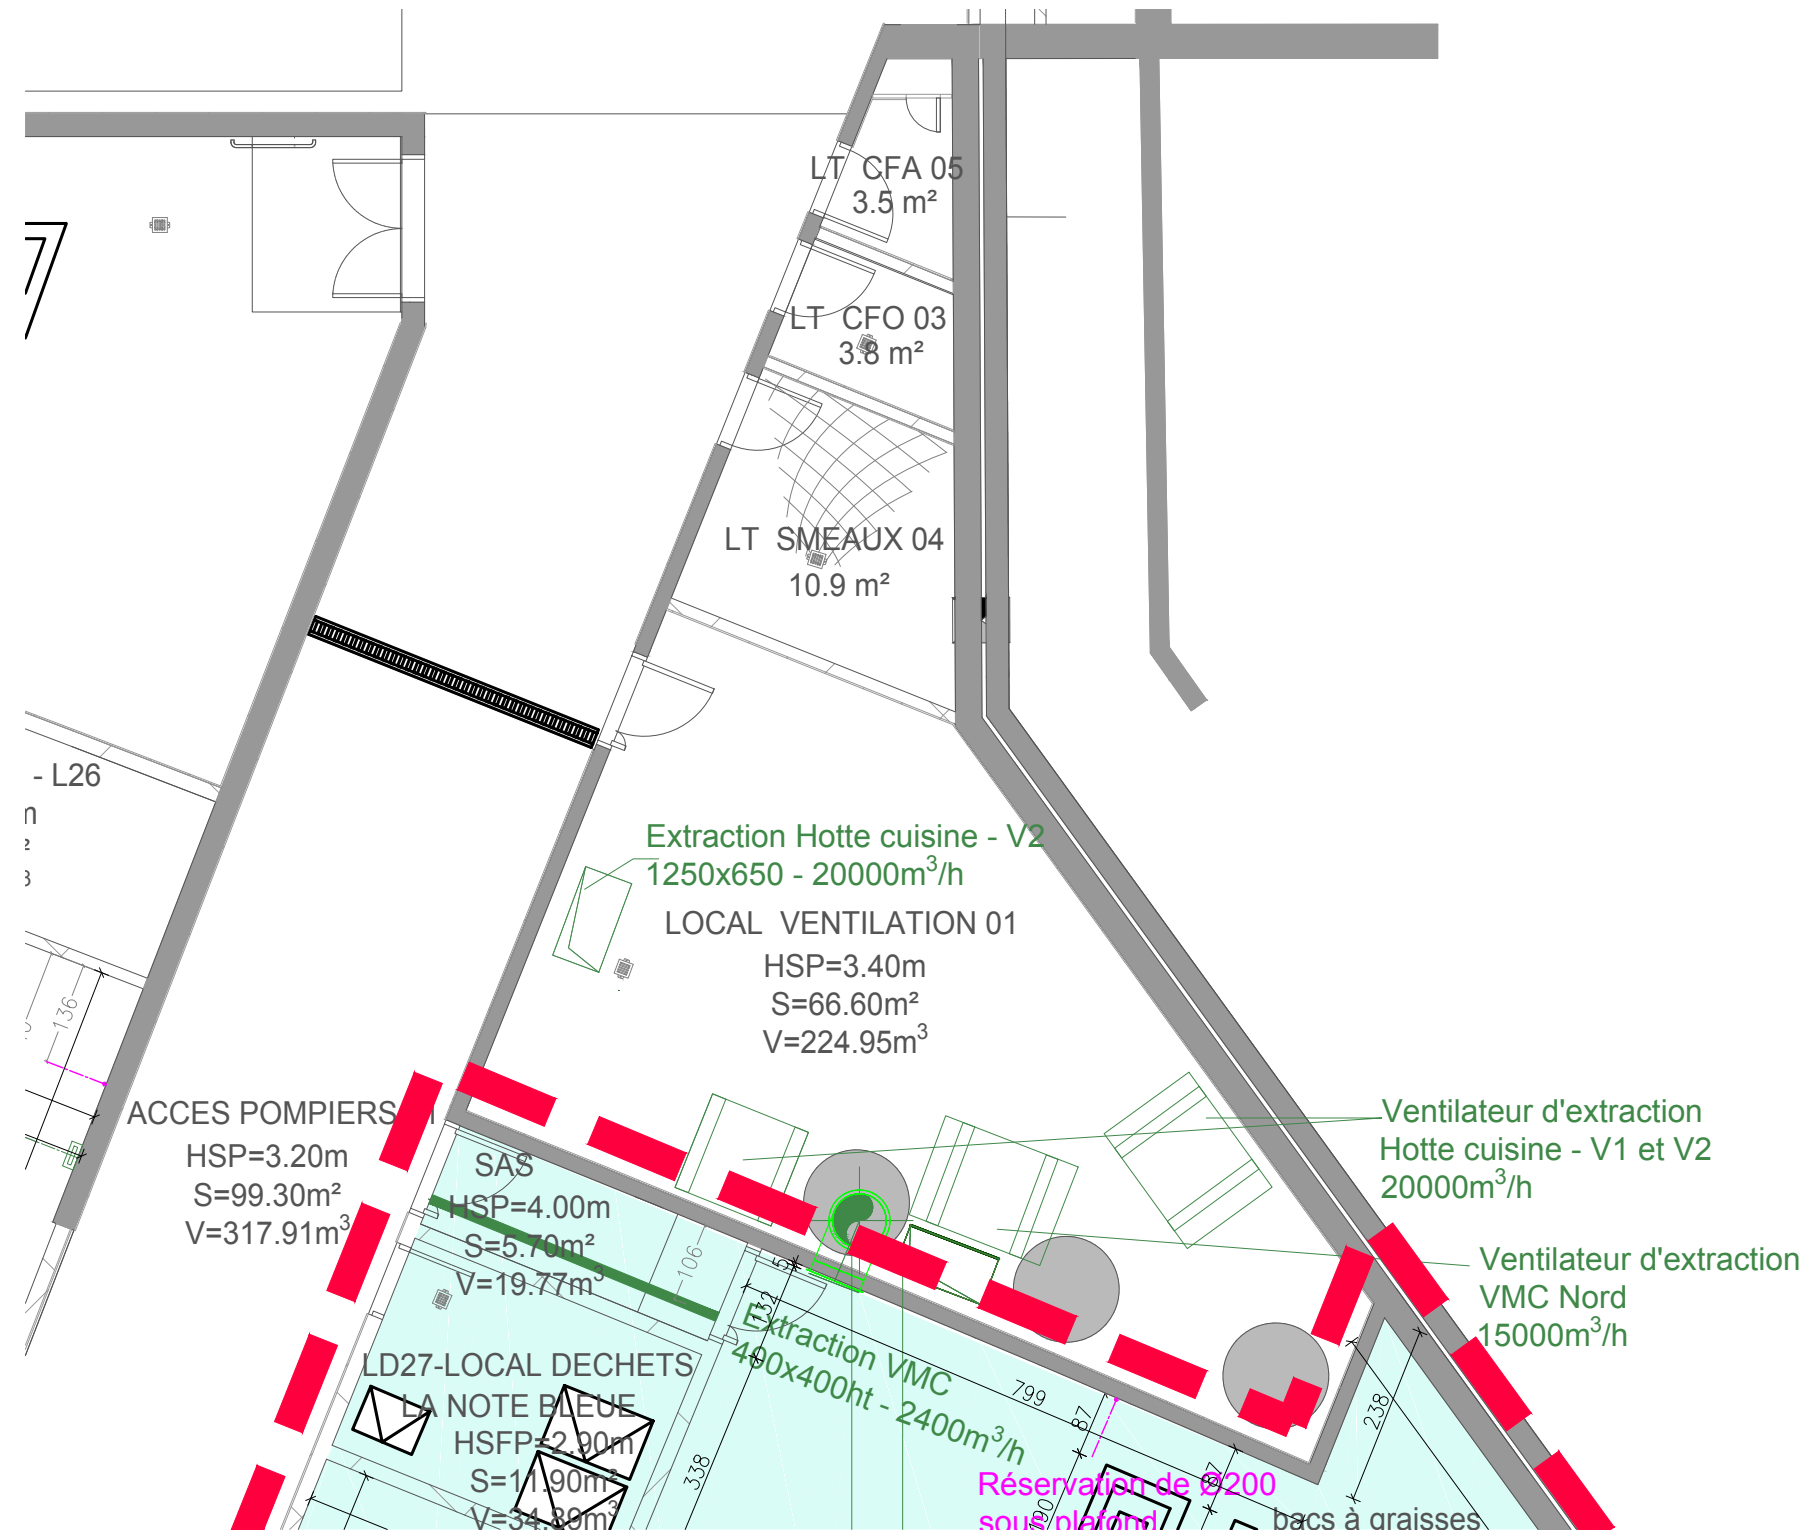 LT CFA 05
3.5 m²
LT CFO 03
3.8 m²
LT SMEAUX 04
10.9 m²
- L26
Extraction Hotte cuisine - V2
1250x650 - 20000m³/h
LOCAL VENTILATION 01
HSP=3.40m
S=66.60m²
V=224.95m³
136
ACCES POMPIERS
HSP=3.20m
S=99.30m²
V=317.91m³
SAS
HSP=4.00m
S=5.70m²
V=19.77m³
106
5
132
Ventilateur d'extraction
Hotte cuisine - V1 et V2
20000m³/h
Ventilateur d'extraction
VMC Nord
15000m³/h
Extraction VMC
400x400ht - 2400m³/h
799
87
238
LD27-LOCAL DECHETS
LA NOTE BLEUE
HSFP=2.90m
S=11.90m²
V=34.89m³
338
87
190
Réservation de Ø200
sous plafond
bacs à graisses